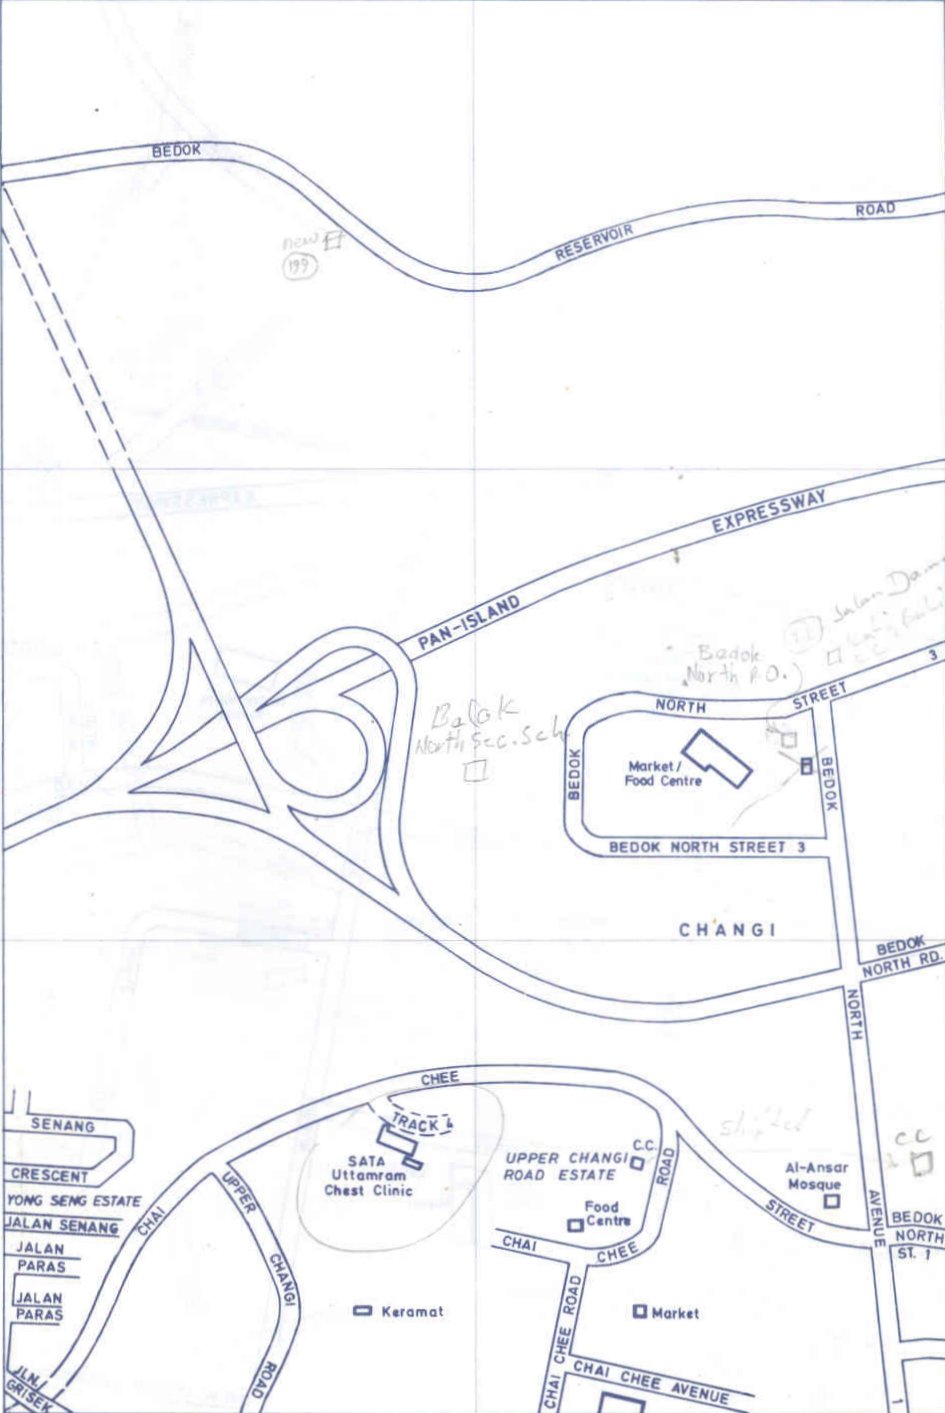 BEDOK
ROAD
RESERVOIR
new
199
EXPRESSWAY
PAN-ISLAND
Jalan
Bedok
North P.O.
3
STREET
NORTH
Bedok
North Sec. Sch
Market /
Food Centre
BEDOK
BEDOK
BEDOK NORTH STREET 3
CHANGI
BEDOK
NORTH RD.
NORTH
CHEE
TRACK 4
SENANG
SATA
Uttamram
Chest Clinic
UPPER CHANGI
ROAD ESTATE
C.C.
ROAD
shifted
C.C
Al-Ansar
Mosque
CRESCENT
YONG SENG ESTATE
JALAN SENANG
CHAI
UPPER
Food
Centre
STREET
AVENUE
BEDOK
NORTH
ST. 1
JALAN
PARAS
CHAI
CHEE
CHANGI
JALAN
PARAS
Keramat
Market
CHAI CHEE ROAD
ROAD
JLN.
GRISEK
CHAI CHEE AVENUE
1